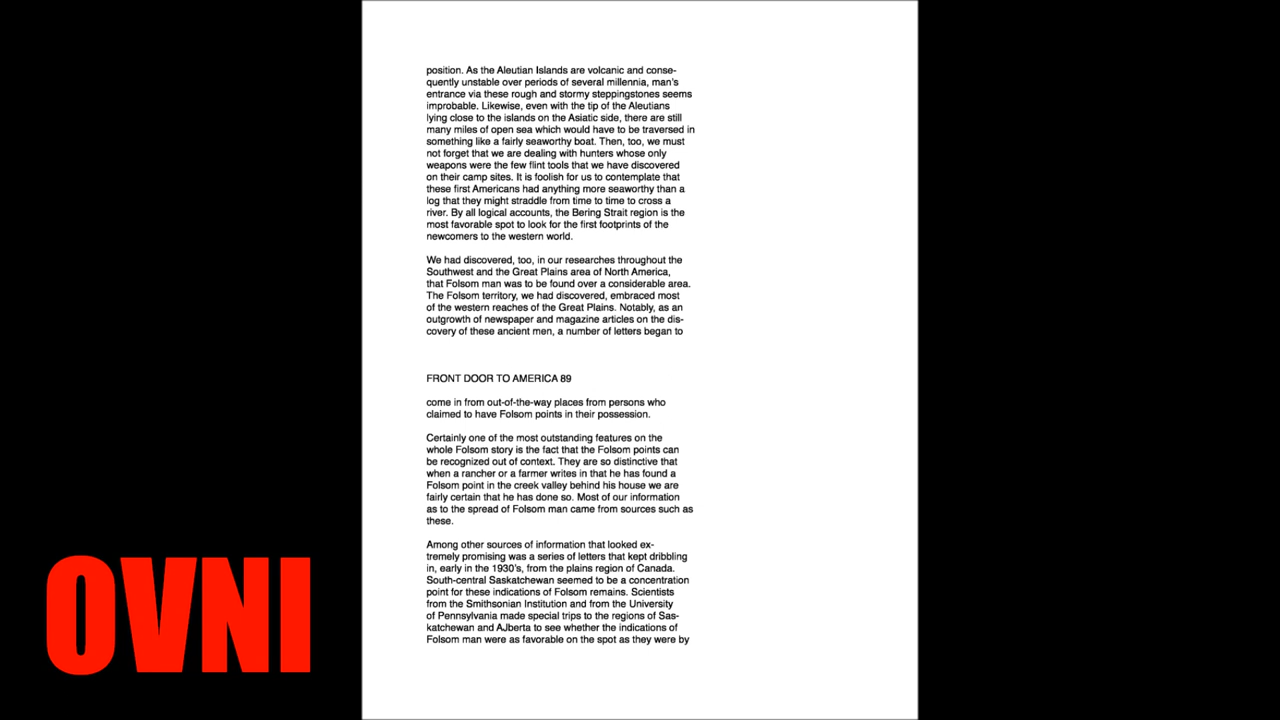 position. As the Aleutian Islands are volcanic and conse-
quently unstable over periods of several millennia, man's
entrance via these rough and stormy steppingstones seems
improbable. Likewise, even with the tip of the Aleutians
lying close to the islands on the Asiatic side, there are still
many miles of open sea which would have to be traversed in
something like a fairly seaworthy boat. Then, too, we must
not forget that we are dealing with hunters whose only
weapons were the few flint tools that we have discovered
on their camp sites. It is foolish for us to contemplate that
these first Americans had anything more seaworthy than a
log that they might straddle from time to time to cross a
river. By all logical accounts, the Bering Strait region is the
most favorable spot to look for the first footprints of the
newcomers to the western world.
We had discovered, too, in our researches throughout the
Southwest and the Great Plains area of North America,
that Folsom man was to be found over a considerable area.
The Folsom territory, we had discovered, embraced most
of the western reaches of the Great Plains. Notably, as an
outgrowth of newspaper and magazine articles on the dis-
covery of these ancient men, a number of letters began to
FRONT DOOR TO AMERICA 89
come in from out-of-the-way places from persons who
claimed to have Folsom points in their possession.
Certainly one of the most outstanding features on the
whole Folsom story is the fact that the Folsom points can
be recognized out of context. They are so distinctive that
when a rancher or a farmer writes in that he has found a
Folsom point in the creek valley behind his house we are
fairly certain that he has done so. Most of our information
as to the spread of Folsom man came from sources such as
these.
Among other sources of information that looked ex-
tremely promising was a series of letters that kept dribbling
in, early in the 1930's, from the plains region of Canada.
South-central Saskatchewan seemed to be a concentration
point for these indications of Folsom remains. Scientists
from the Smithsonian Institution and from the University
of Pennsylvania made special trips to the regions of Sas-
katchewan and AJberta to see whether the indications of
Folsom man were as favorable on the spot as they were by
OVNI